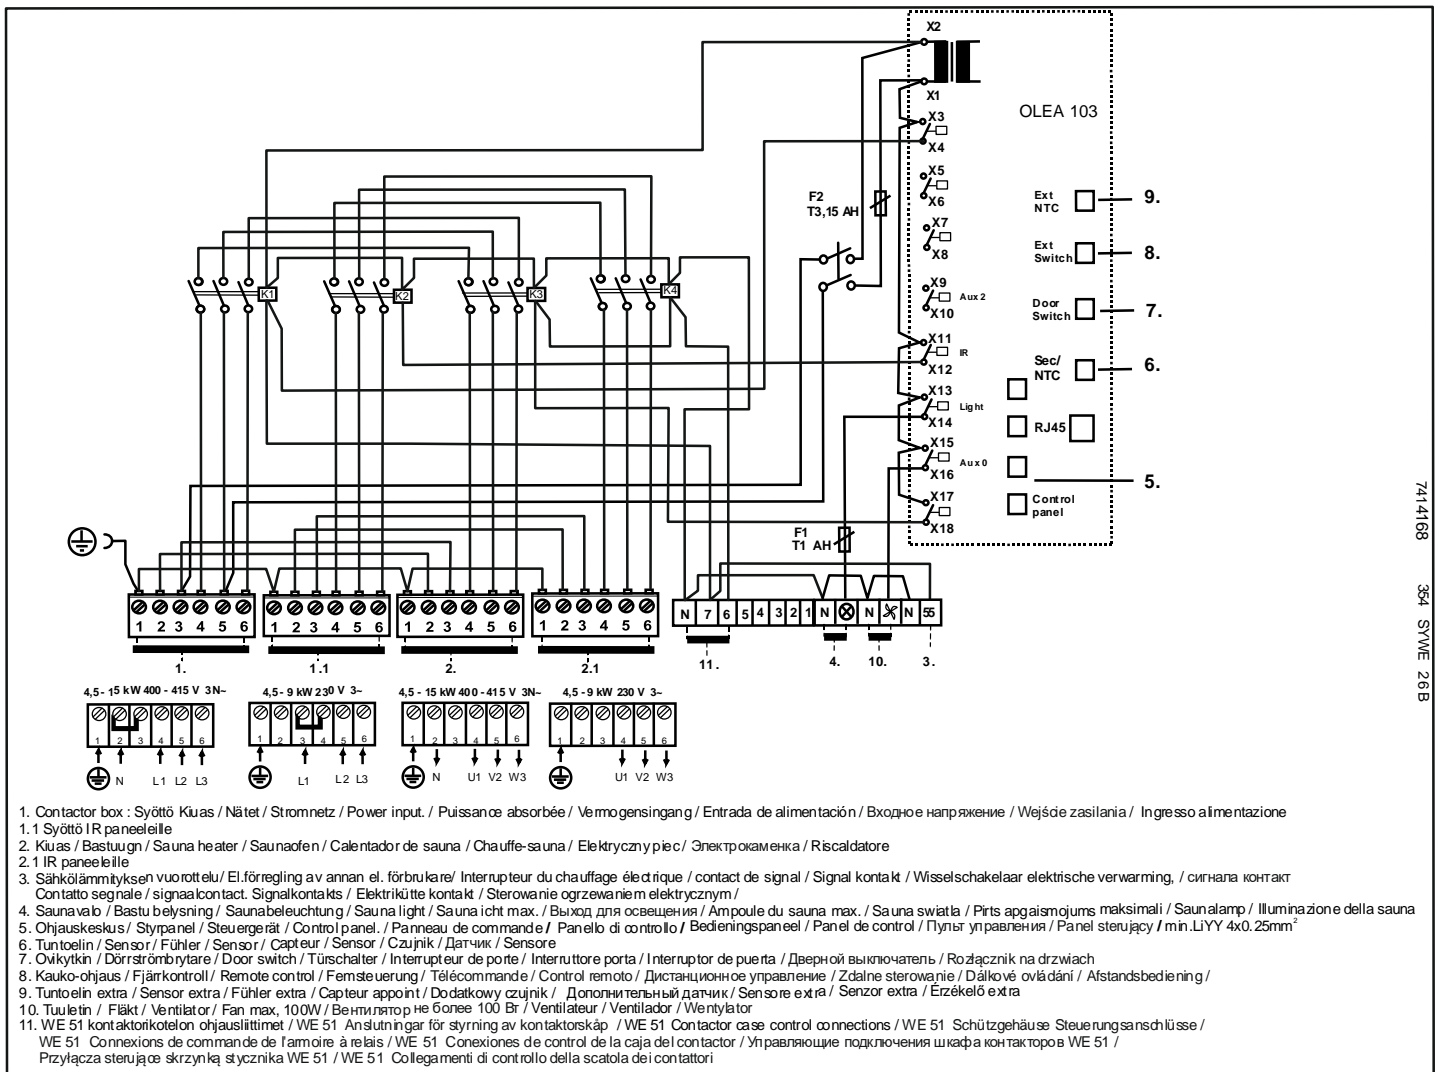 X2
X1
OLEA 103
X3
X4
X5
X6
F2
T3,15 AH
Ext
NTC
9.
X7
X8
Ext
Switch
8.
K1
K2
K3
K4
X9
Aux 2
X10
Door
Switch
7.
X11
IR
X12
Sec/
NTC
6.
X13
Light
X14
RJ45
X15
Aux 0
X16
5.
X17
X18
Control
panel
F1
T1 AH
1 2 3 4 5 6
1 2 3 4 5 6
1 2 3 4 5 6
1 2 3 4 5 6
N 7 6 5 4 3 2 1 N N N 55
1.
1.1
2.
2.1
11.
4.
10.
3.
4,5 - 15 kW 400 - 415 V 3N~
4,5 - 9 kW 230 V 3~
4,5 - 15 kW 400 - 415 V 3N~
4,5 - 9 kW 230 V 3~
1 2 3 4 5 6
1 2 3 4 5 6
1 2 3 4 5 6
1 2 3 4 5 6
N L1 L2 L3
L1 L2 L3
N U1 V2 W3
U1 V2 W3
7414168 354 SYWE 26 B
1. Contactor box : Syöttö Kiuas / Nätet / Stromnetz / Power input. / Puissance absorbée / Vermogensingang / Entrada de alimentación / Входное напряжение / Wejście zasilania / Ingresso alimentazione
1.1 Syöttö IR paneeleille
2. Kiuas / Bastuugn / Sauna heater / Saunaofen / Calentador de sauna / Chauffe-sauna / Elektryczny piec / Электрокаменка / Riscaldatore
2.1 IR paneeleille
3. Sähkölämmityksen vuorottelu/ El.förregling av annan el. förbrukare/ Interrupteur du chauffage électrique / contact de signal / Signal kontakt / Wisselschakelaar elektrische verwarming, / сигнала контакт
Contatto segnale / signaalcontact. Signalkontakts / Elektrikütte kontakt / Sterowanie ogrzewaniem elektrycznym /
4. Saunavalo / Bastu belysning / Saunabeleuchtung / Sauna light / Sauna icht max. / Выход для освещения / Ampoule du sauna max. / Sauna swiatla / Pirts apgaismojums maksimali / Saunalamp / Illuminazione della sauna
5. Ohjauskeskus / Styrpanel / Steuergerät / Control panel. / Panneau de commande / Panello di controllo / Bedieningspaneel / Panel de control / Пульт управления / Panel sterujący / min.LiYY 4x0.25mm²
6. Tuntoelin / Sensor / Fühler / Sensor / Capteur / Sensor / Czujnik / Датчик / Sensore
7. Ovikytkin / Dörrströmbrytare / Door switch / Türschalter / Interrupteur de porte / Interruttore porta / Interruptor de puerta / Дверной выключатель / Rozłącznik na drzwiach
8. Kauko-ohjaus / Fjärrkontroll / Remote control / Fernsteuerung / Télécommande / Control remoto / Дистанционное управление / Zdalne sterowanie / Dálkové ovládání / Afstandsbediening /
9. Tuntoelin extra / Sensor extra / Fühler extra / Capteur appoint / Dodatkowy czujnik / Дополнительный датчик / Sensore extra / Senzor extra / Érzékelő extra
10. Tuuletin / Fläkt / Ventilator / Fan max, 100W / Вентилятор не более 100 Вт / Ventilateur / Ventilador / Wentylator
11. WE 51 kontaktorikotelon ohjausliittimet / WE 51 Anslutningar för styrning av kontaktorskåp / WE 51 Contactor case control connections / WE 51 Schützgehäuse Steuerungsanschlüsse /
WE 51 Connexions de commande de l'armoire à relais / WE 51 Conexiones de control de la caja del contactor / Управляющие подключения шкафа контакторов WE 51 /
Przyłącza sterujące skrzynką stycznika WE 51 / WE 51 Collegamenti di controllo della scatola dei contattori